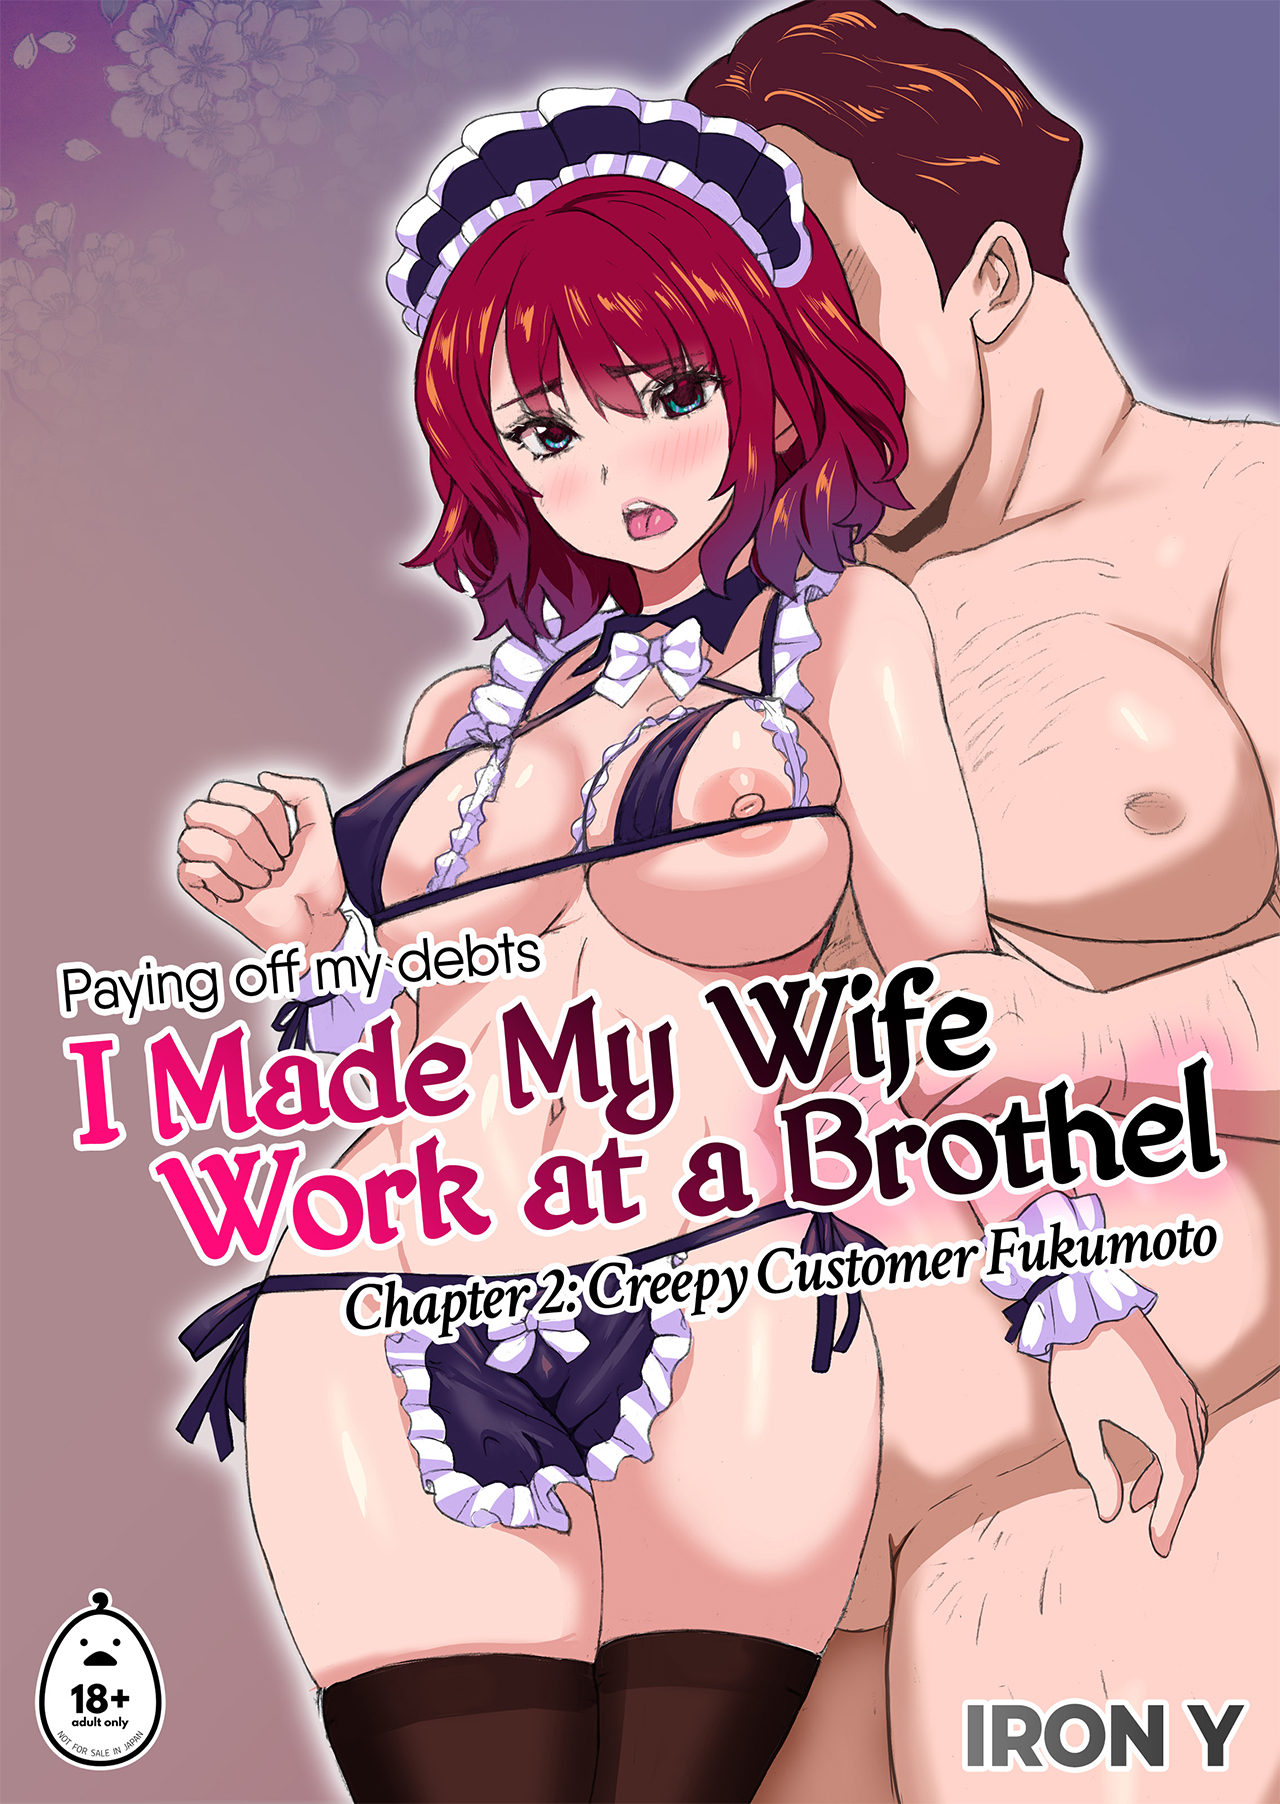 Paying off my debts
I Made My Wife
Work at a Brothel
Chapter 2: Creepy Customer Fukumoto
18+
adult only
NOT FOR SALE IN JAPAN
IRON Y